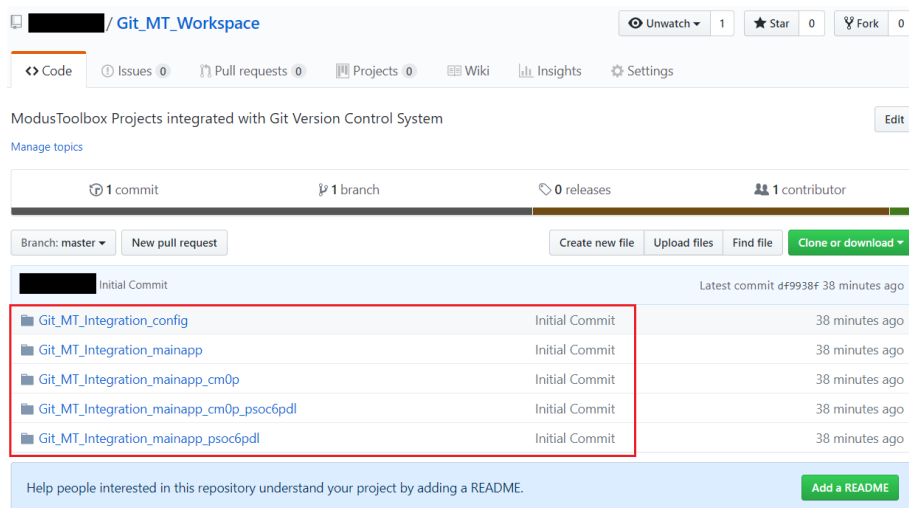 / Git_MT_Workspace Unwatch 1 Star 0 Fork 0
Code Issues 0 Pull requests 0 Projects 0 Wiki Insights Settings
ModusToolbox Projects integrated with Git Version Control System Edit
Manage topics
1 commit 1 branch 0 releases 1 contributor
Branch: master New pull request Create new file Upload files Find file Clone or download
Initial Commit Latest commit df9938f 38 minutes ago
Git_MT_Integration_config Initial Commit 38 minutes ago
Git_MT_Integration_mainapp Initial Commit 38 minutes ago
Git_MT_Integration_mainapp_cm0p Initial Commit 38 minutes ago
Git_MT_Integration_mainapp_cm0p_psoc6pdl Initial Commit 38 minutes ago
Git_MT_Integration_mainapp_psoc6pdl Initial Commit 38 minutes ago
Help people interested in this repository understand your project by adding a README. Add a README